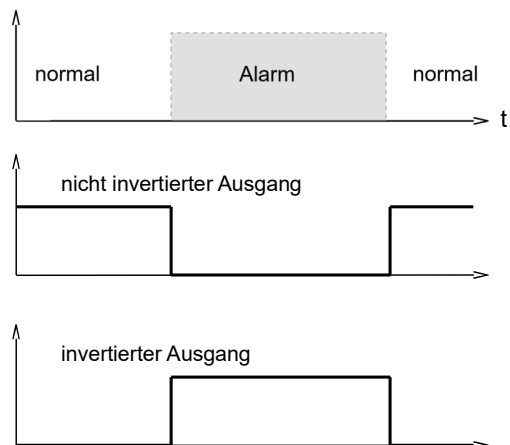 normal Alarm normal
t
nicht invertierter Ausgang
invertierter Ausgang